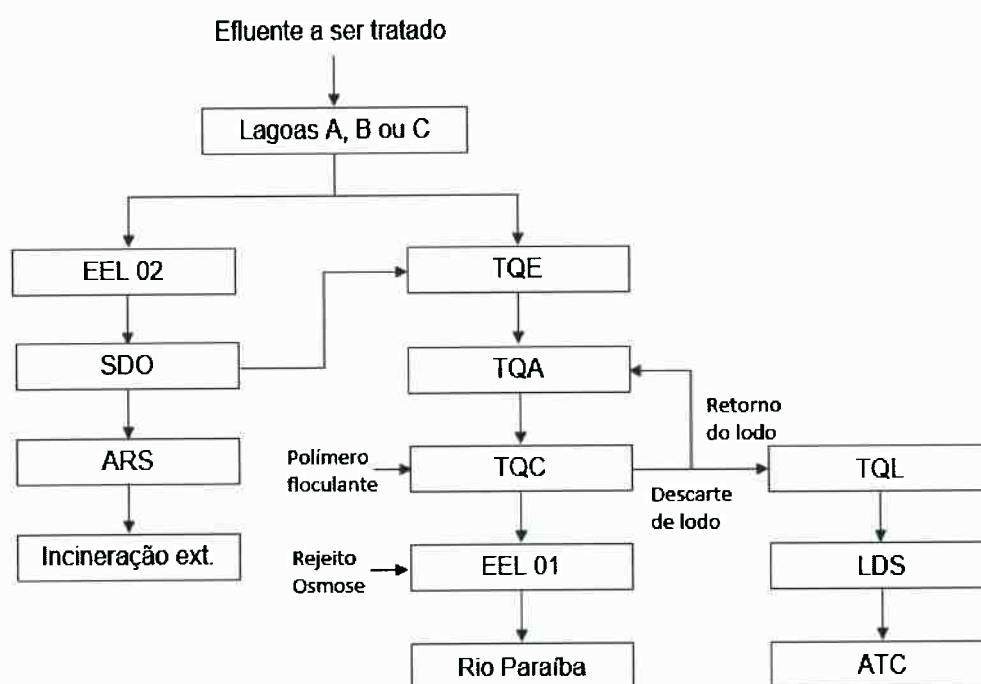 Efluente a ser tratado
Lagoas A, B ou C
EEL 02
TQE
SDO
TQA
Retorno
do lodo
ARS
Polímero
floculante
TQC
TQL
Descarte
de lodo
Incineração ext.
Rejeito
Osmose
EEL 01
LDS
Rio Paraíba
ATC